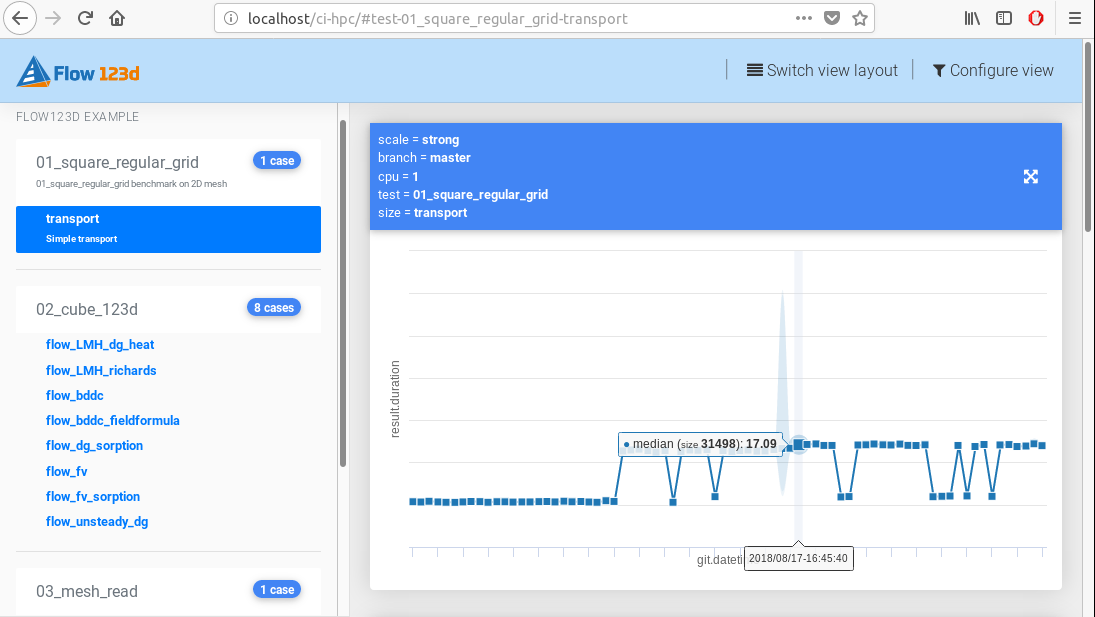 localhost/ci-hpc/#test-01_square_regular_grid-transport
Flow 123d
Switch view layout
Configure view
FLOW123D EXAMPLE
01_square_regular_grid
1 case
01_square_regular_grid benchmark on 2D mesh
transport
Simple transport
02_cube_123d
8 cases
flow_LMH_dg_heat
flow_LMH_richards
flow_bddc
flow_bddc_fieldformula
flow_dg_sorption
flow_fv
flow_fv_sorption
flow_unsteady_dg
03_mesh_read
1 case
scale = strong
branch = master
cpu = 1
test = 01_square_regular_grid
size = transport
result.duration
median (size 31498): 17.09
git.dateti
2018/08/17-16:45:40